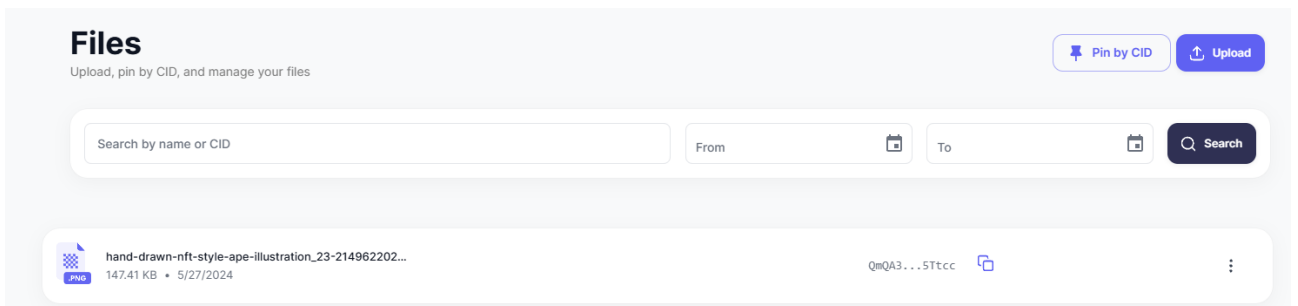 Files
Upload, pin by CID, and manage your files
Pin by CID
Upload
Search by name or CID
From
To
Search
hand-drawn-nft-style-ape-illustration_23-214962202...
.PNG
147.41 KB • 5/27/2024
QmQA3...5Ttcc